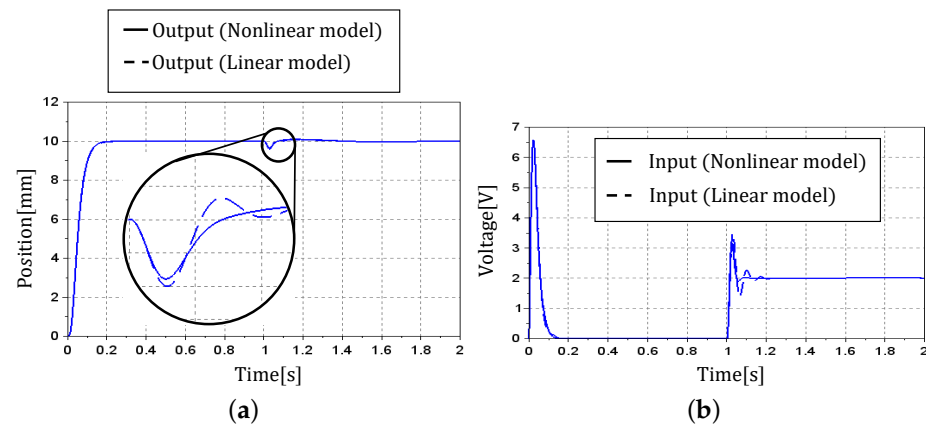 Output (Nonlinear model)
Output (Linear model)
Position[mm]
12
10
8
6
4
2
0
0 0.2 0.4 0.6 0.8 1 1.2 1.4 1.6 1.8 2
Time[s]
(a)
Input (Nonlinear model)
Input (Linear model)
Voltage[V]
7
6
5
4
3
2
1
0
0 0.2 0.4 0.6 0.8 1 1.2 1.4 1.6 1.8 2
Time[s]
(b)